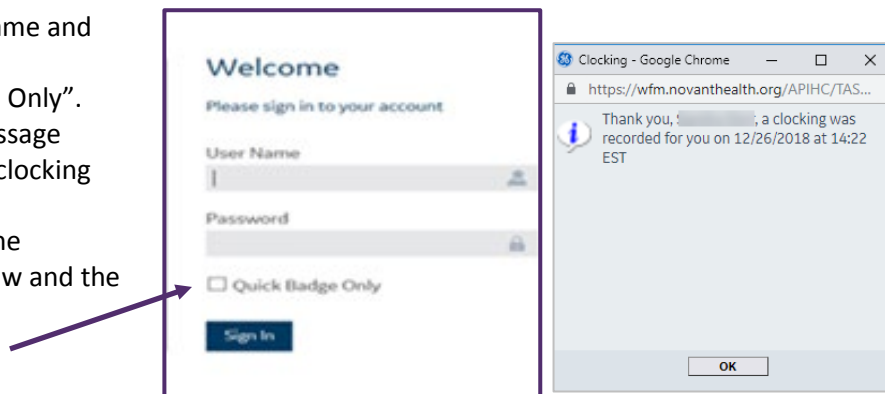 ame and
Only”.
ssage
clocking
ne
w and the
Welcome
Please sign in to your account
User Name
Password
Quick Badge Only
Sign In
Clocking - Google Chrome
https://wfm.novanthealth.org/APIHC/TAS...
Thank you, , a clocking was
recorded for you on 12/26/2018 at 14:22
EST
OK